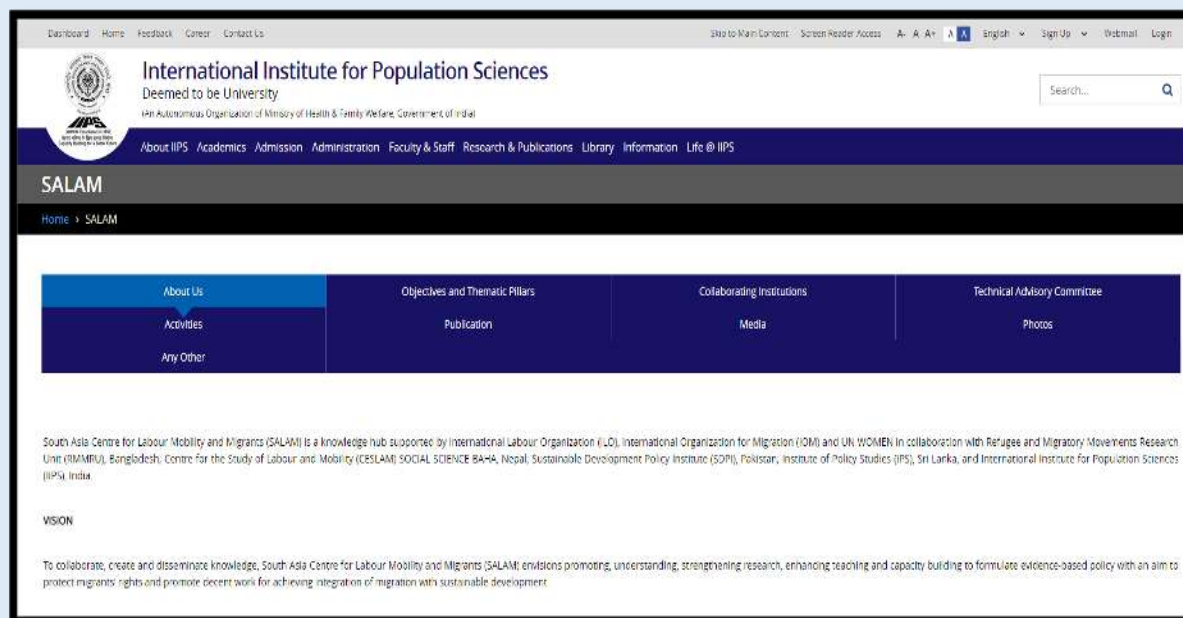 Dashboard Home Feedback Career Contact Us
Skip to Main Content Screen Reader Access A- A A+ A A English Sign Up Webmail Login
International Institute for Population Sciences
Deemed to be University
(An Autonomous Organization of Ministry of Health & Family Welfare, Government of India)
Search...
IIPS
About IIPS Academics Admission Administration Faculty & Staff Research & Publications Library Information Life @ IIPS
SALAM
Home › SALAM
About Us Objectives and Thematic Pillars Collaborating Institutions Technical Advisory Committee
Activities Publication Media Photos
Any Other
South Asia Centre for Labour Mobility and Migrants (SALAM) is a knowledge hub supported by International Labour Organization (ILO), International Organization for Migration (IOM) and UN WOMEN in collaboration with Refugee and Migratory Movements Research
Unit (RMMRU), Bangladesh, Centre for the Study of Labour and Mobility (CESLAM) SOCIAL SCIENCE BAHA, Nepal, Sustainable Development Policy Institute (SDPI), Pakistan, Institute of Policy Studies (IPS), Sri Lanka, and International Institute for Population Sciences
(IIPS), India.
VISION
To collaborate, create and disseminate knowledge, South Asia Centre for Labour Mobility and Migrants (SALAM) envisions promoting, understanding, strengthening research, enhancing teaching and capacity building to formulate evidence-based policy with an aim to
protect migrants' rights and promote decent work for achieving integration of migration with sustainable development